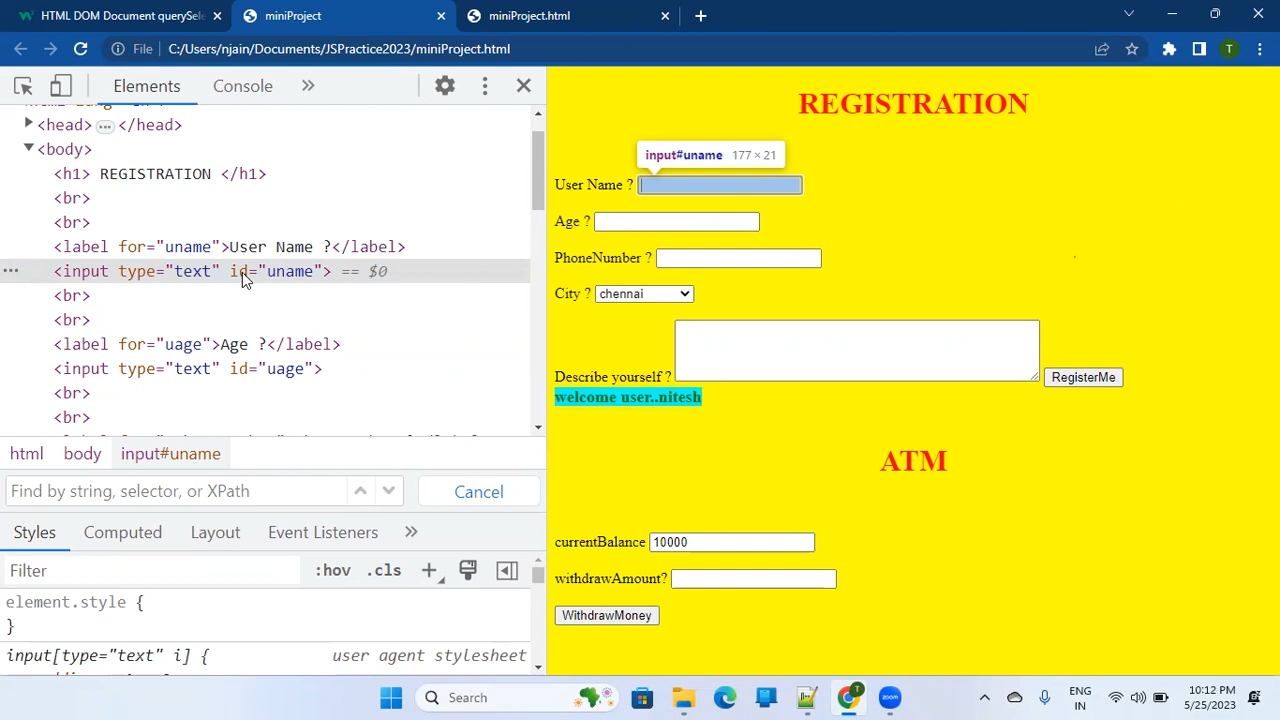 HTML DOM Document querySel
miniProject
miniProject.html
File C:/Users/njain/Documents/JSPractice2023/miniProject.html
T
Elements
Console
<head> ... </head>
<body>
<h1> REGISTRATION </h1>
<br>
<br>
<label for="uname">User Name ?</label>
<input type="text" id="uname"> == $0
<br>
<br>
<label for="uage">Age ?</label>
<input type="text" id="uage">
<br>
<br>
html body input#uname
Find by string, selector, or XPath
Cancel
Styles Computed Layout Event Listeners
Filter
:hov .cls
element.style {
}
input[type="text" i] {
user agent stylesheet
REGISTRATION
input#uname 177 × 21
User Name ?
Age ?
PhoneNumber ?
City ? chennai
Describe yourself ?
RegisterMe
welcome user..nitesh
ATM
currentBalance 10000
withdrawAmount?
WithdrawMoney
Search
T
zoom
ENG
IN
10:12 PM
5/25/2023